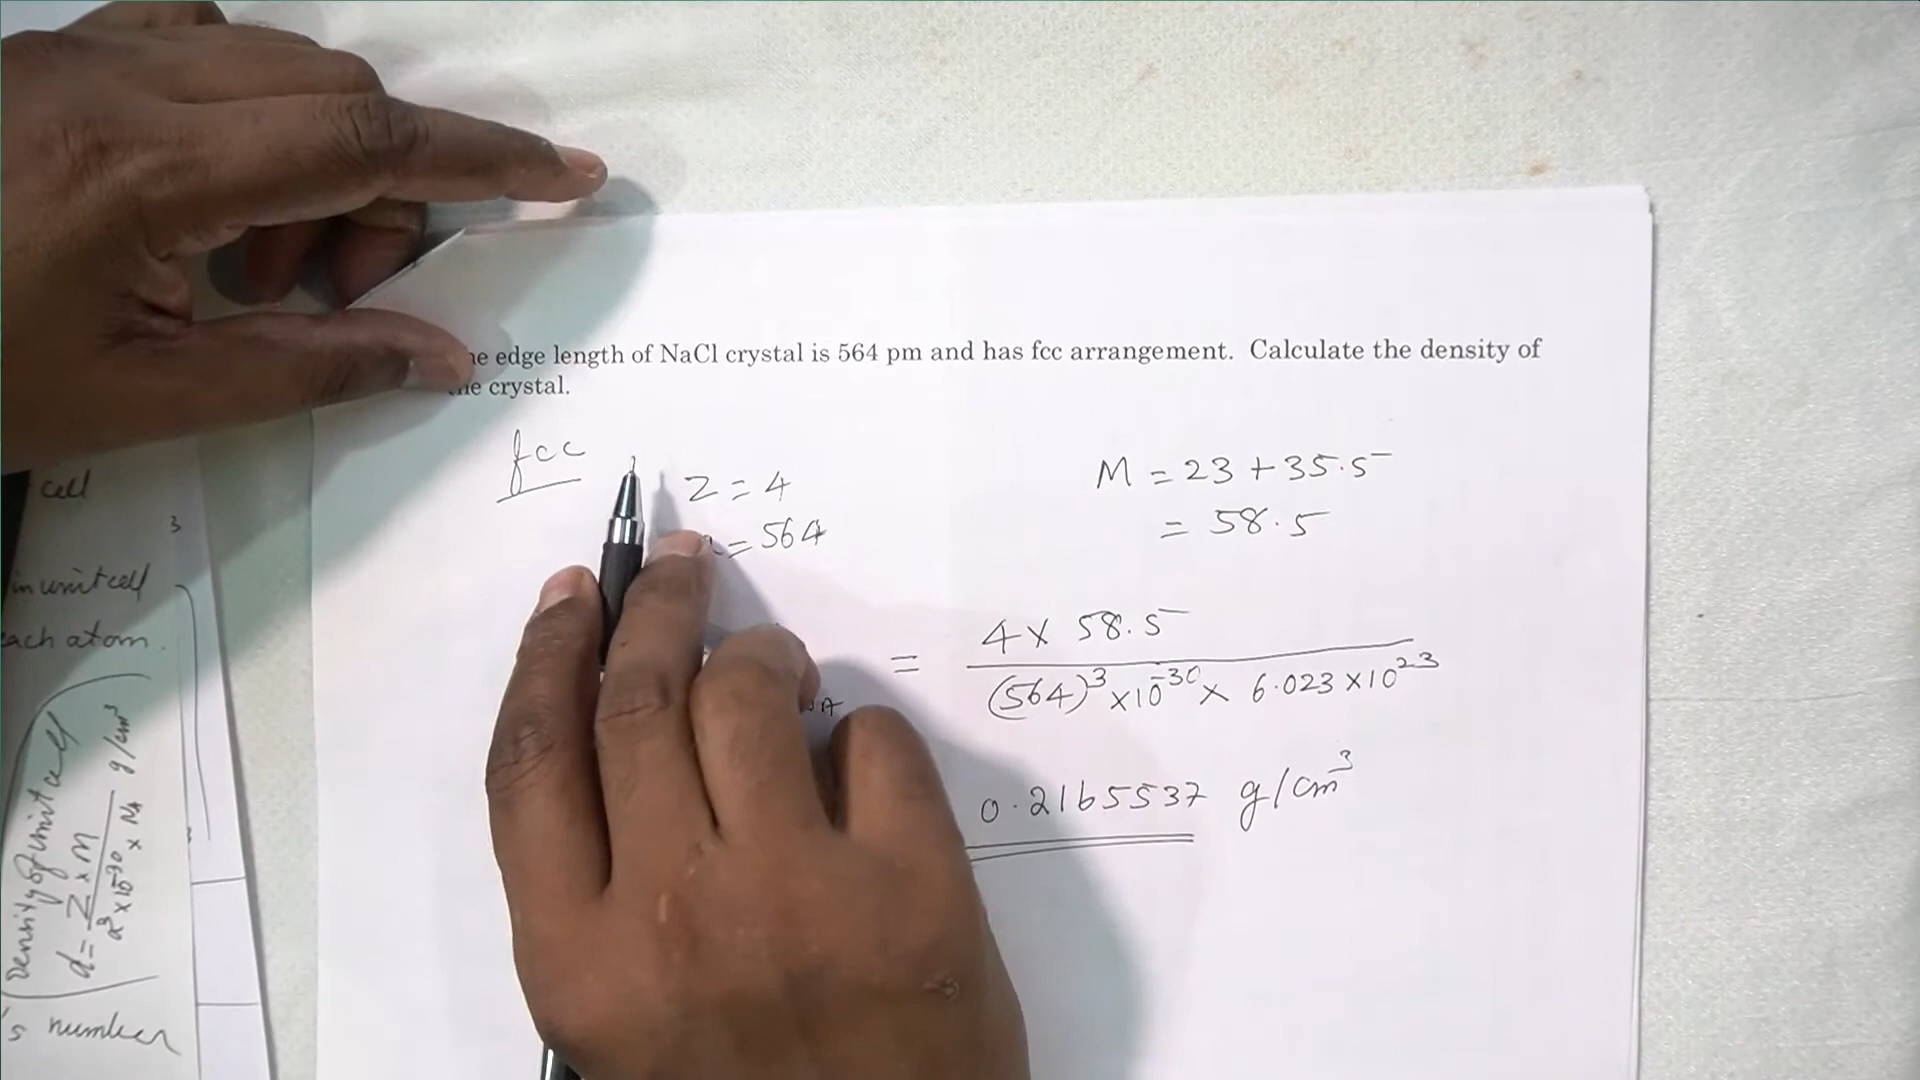 edge length of NaCl crystal is 564 pm and has fcc arrangement. Calculate the density of
crystal.
fcc
Z = 4
= 564
M = 23 + 35.5
= 58.5
= 4 × 58.5
(564)³ × 10⁻³⁰ × 6.023 × 10²³
0.2165537 g/cm³
cell
3
in unit cell
each atom.
Density of unit cell
d = Z × M
a³ × 10⁻³⁰ × NA g/cm³
's number